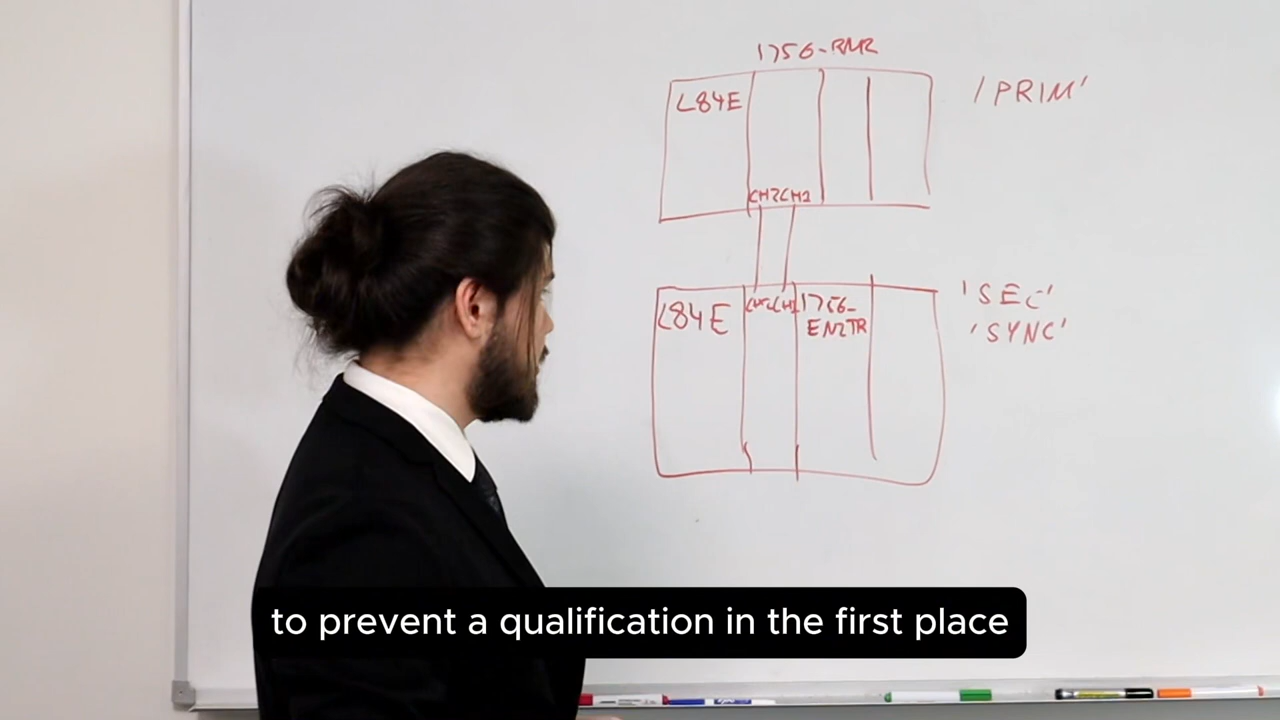 1756-RMR
L84E
'PRIM'
CH2CH1
'SEC'
L84E
CH2CH1
1756-
EN2TR
'SYNC'
to prevent a qualification in the first place